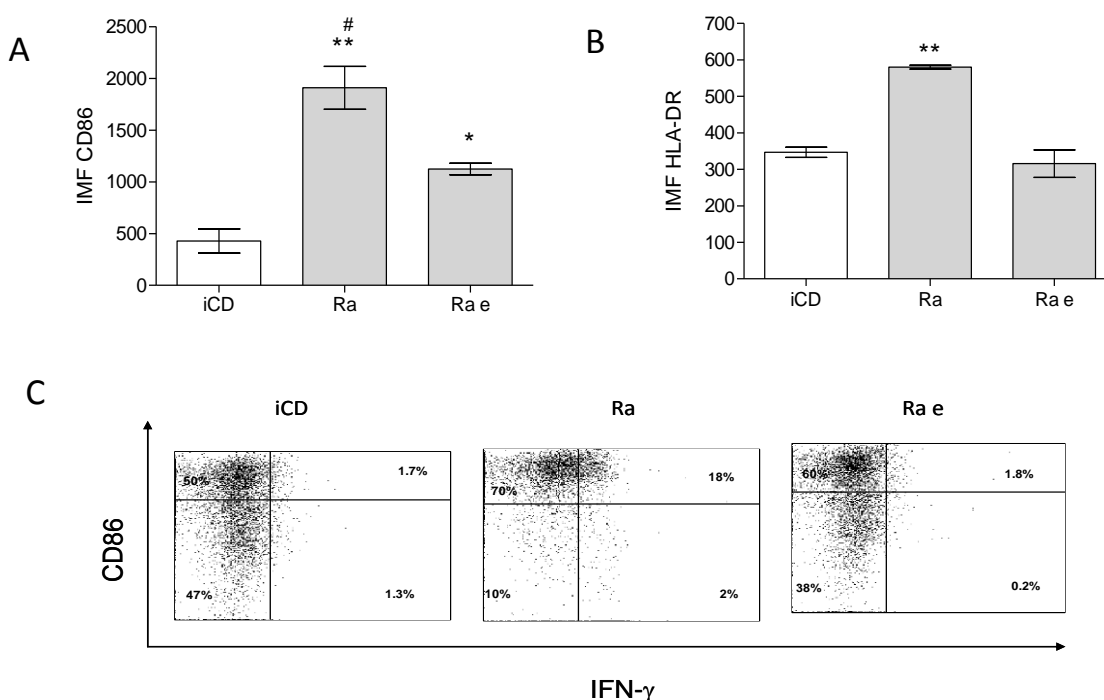 A
IMF CD86
2500
2000
1500
1000
500
0
#
**
*
iCD
Ra
Ra e
B
IMF HLA-DR
700
600
500
400
300
200
100
0
**
iCD
Ra
Ra e
C
iCD
Ra
Ra e
CD86
50%
1.7%
47%
1.3%
70%
18%
10%
2%
60%
1.8%
38%
0.2%
IFN-γ